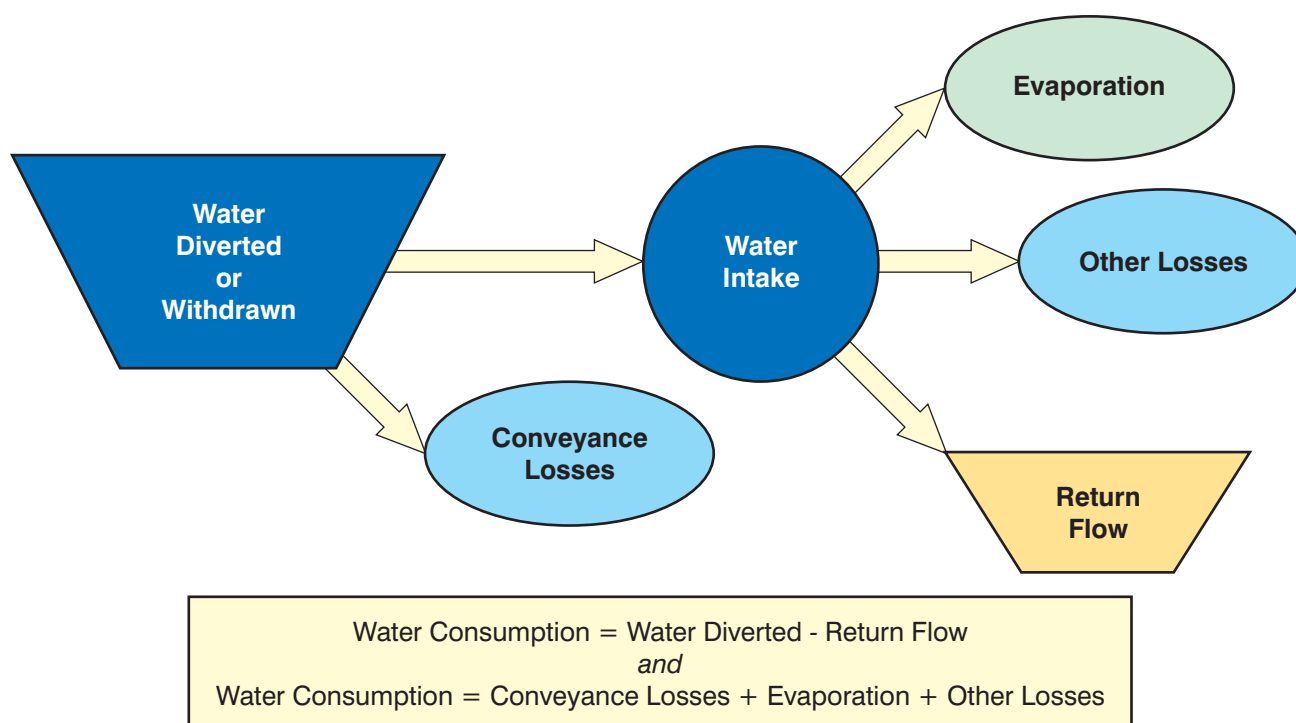 Evaporation
Water
Diverted
or
Withdrawn
Water
Intake
Other Losses
Conveyance
Losses
Return
Flow
Water Consumption = Water Diverted - Return Flow
and
Water Consumption = Conveyance Losses + Evaporation + Other Losses